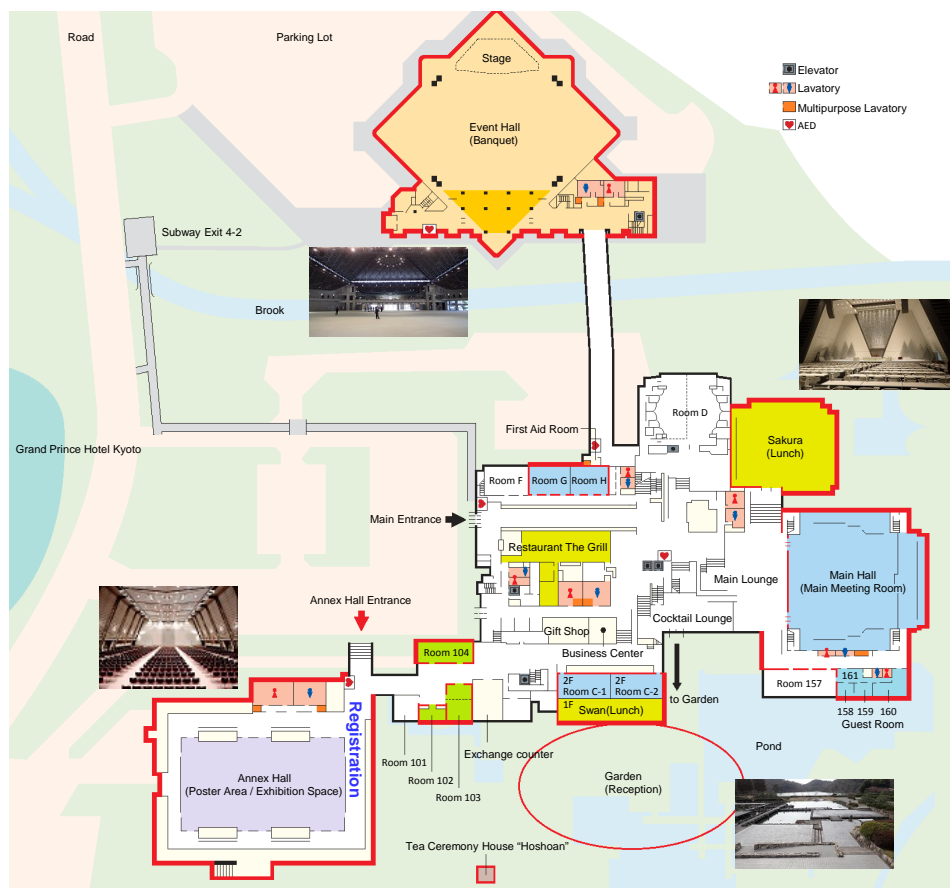 Road
Parking Lot
Stage
Elevator
Lavatory
Multipurpose Lavatory
AED
Event Hall
(Banquet)
Subway Exit 4-2
Brook
Room D
First Aid Room
Sakura
(Lunch)
Grand Prince Hotel Kyoto
Room F
Room G
Room H
Main Entrance
Restaurant The Grill
Main Lounge
Main Hall
(Main Meeting Room)
Annex Hall Entrance
Cocktail Lounge
Gift Shop
Business Center
Room 104
2F
Room C-1
2F
Room C-2
1F
Swan(Lunch)
to Garden
Room 157
161
158
159
160
Guest Room
Registration
Exchange counter
Room 101
Room 102
Room 103
Pond
Annex Hall
(Poster Area / Exhibition Space)
Garden
(Reception)
Tea Ceremony House “Hoshoan”